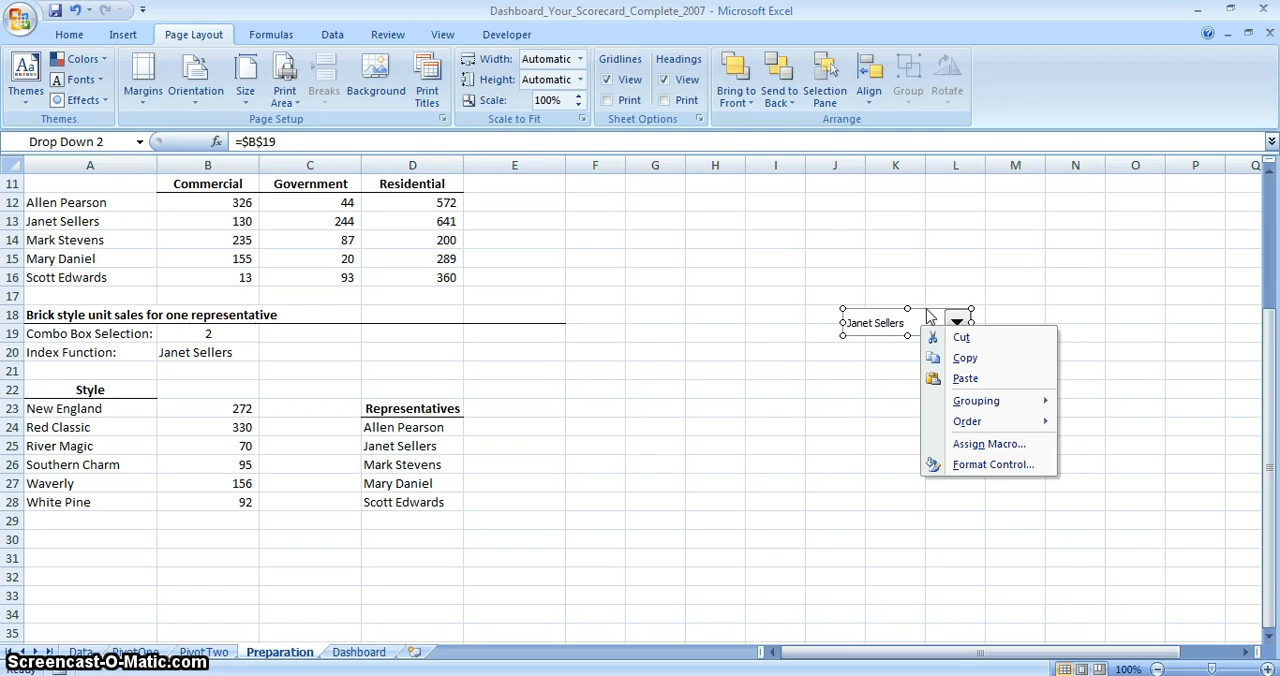 Dashboard_Your_Scorecard_Complete_2007 - Microsoft Excel
Home Insert Page Layout Formulas Data Review View Developer
Aa Themes Colors Fonts Effects Themes
Margins Orientation Size Print Area Breaks Background Print Titles Page Setup
Width: Automatic
Height: Automatic
Scale: 100%
Scale to Fit
Gridlines Headings
View View
Print Print
Sheet Options
Bring to Front Send to Back Selection Pane Align Group Rotate
Arrange
Drop Down 2 fx =$B$19
A B C D E F G H J K L M N O P Q
11 Commercial Government Residential
12 Allen Pearson 326 44 572
13 Janet Sellers 130 244 641
14 Mark Stevens 235 87 200
15 Mary Daniel 155 20 289
16 Scott Edwards 13 93 360
17
18 Brick style unit sales for one representative
19 Combo Box Selection: 2
20 Index Function: Janet Sellers
21
22 Style
23 New England 272 Representatives
24 Red Classic 330 Allen Pearson
25 River Magic 70 Janet Sellers
26 Southern Charm 95 Mark Stevens
27 Waverly 156 Mary Daniel
28 White Pine 92 Scott Edwards
29
30
31
32
33
34
35
Janet Sellers
Cut
Copy
Paste
Grouping
Order
Assign Macro...
Format Control...
Data PivotOne PivotTwo Preparation Dashboard
Screencast-O-Matic.com
Ready 100%